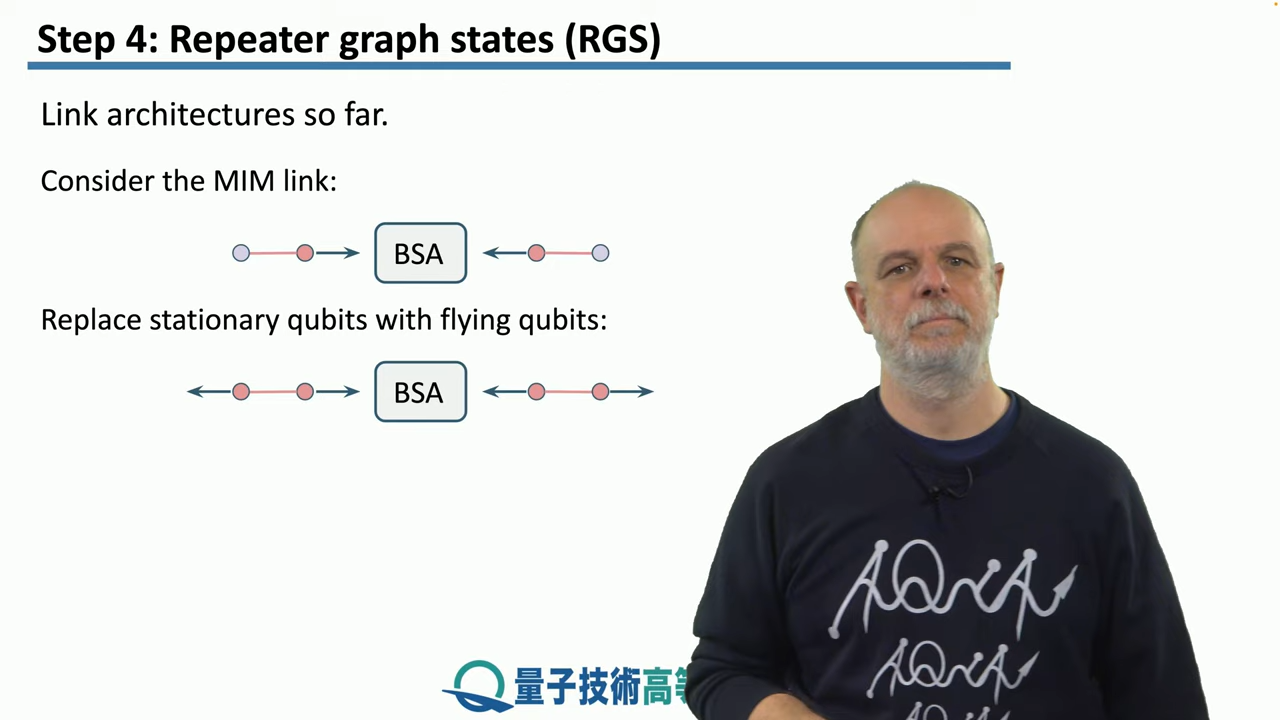 Step 4: Repeater graph states (RGS)
Link architectures so far.
Consider the MIM link:
BSA
Replace stationary qubits with flying qubits:
BSA
量子技術高等